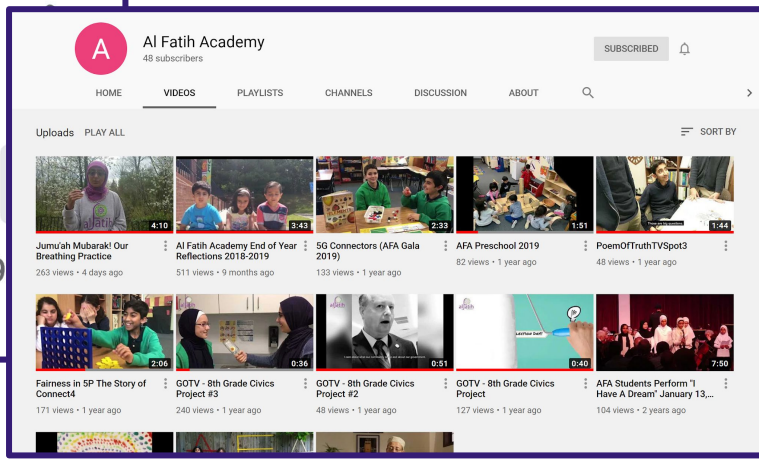 A
Al Fatih Academy
48 subscribers
SUBSCRIBED
HOME VIDEOS PLAYLISTS CHANNELS DISCUSSION ABOUT
Uploads PLAY ALL
SORT BY
4:10 3:43 2:33 1:51 1:44
Jumu'ah Mubarak! Our Al Fatih Academy End of Year 5G Connectors (AFA Gala AFA Preschool 2019 PoemOfTruthTVSpot3
Breathing Practice Reflections 2018-2019 2019) 82 views • 1 year ago 48 views • 1 year ago
263 views • 4 days ago 511 views • 9 months ago 133 views • 1 year ago
2:06 0:36 0:51 0:40 7:50
Fairness in 5P The Story of GOTV - 8th Grade Civics GOTV - 8th Grade Civics GOTV - 8th Grade Civics AFA Students Perform "I
Connect4 Project #3 Project #2 Project Have A Dream" January 13,...
171 views • 1 year ago 240 views • 1 year ago 48 views • 1 year ago 127 views • 1 year ago 104 views • 2 years ago